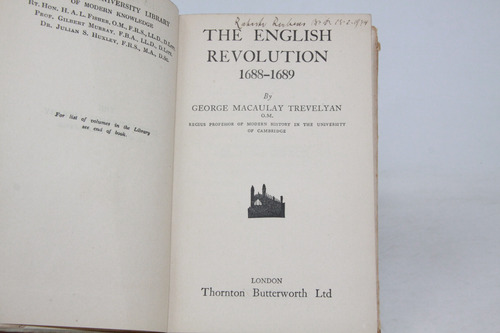 UNIVERSITY LIBRARY
OF MODERN KNOWLEDGE
RT. HON. H. A. L. FISHER, O.M., F.R.S., LL.D., D.Litt.
PROF. GILBERT MURRAY, F.B.A., LL.D., D.Litt.
DR. JULIAN S. HUXLEY, F.R.S., M.A., D.Sc.
For list of volumes in the Library
see end of book.
THE ENGLISH
REVOLUTION
1688-1689
By
GEORGE MACAULAY TREVELYAN
O.M.
REGIUS PROFESSOR OF MODERN HISTORY IN THE UNIVERSITY
OF CAMBRIDGE
LONDON
Thornton Butterworth Ltd